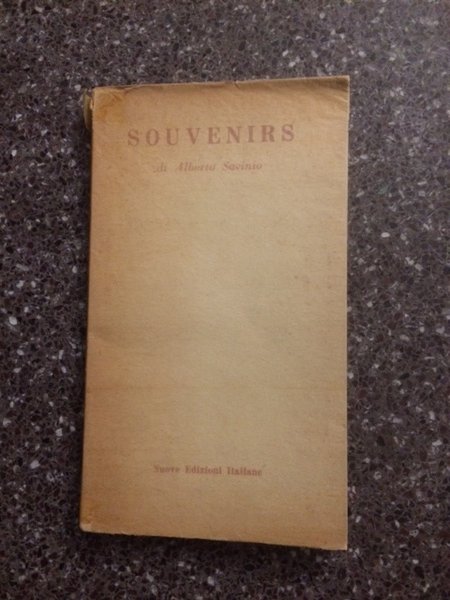 SOUVENIRS
di Alberto Savinio
Nuove Edizioni Italiane